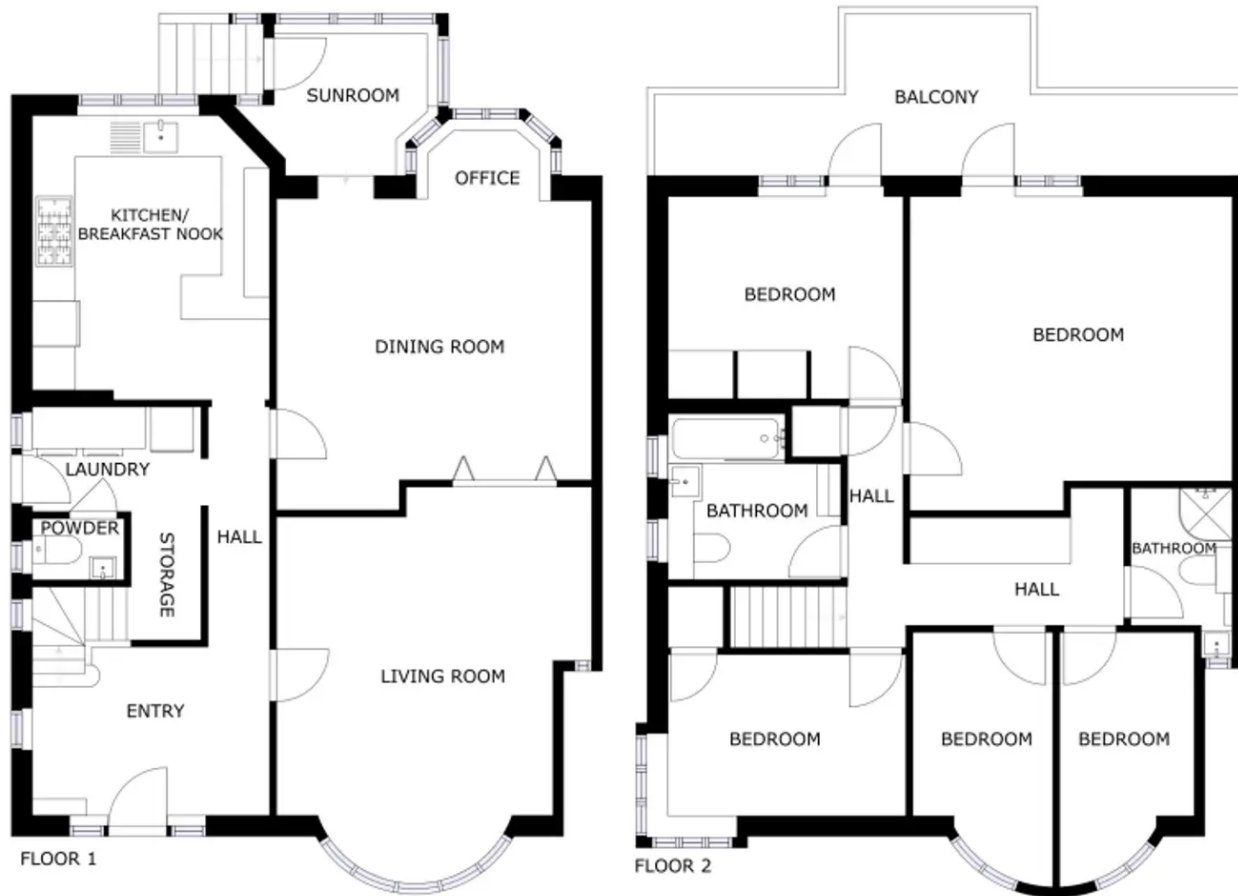 SUNROOM
OFFICE
KITCHEN/
BREAKFAST NOOK
DINING ROOM
LAUNDRY
POWDER
STORAGE
HALL
LIVING ROOM
ENTRY
FLOOR 1
BALCONY
BEDROOM
BEDROOM
HALL
BATHROOM
BATHROOM
HALL
BEDROOM
BEDROOM
BEDROOM
FLOOR 2